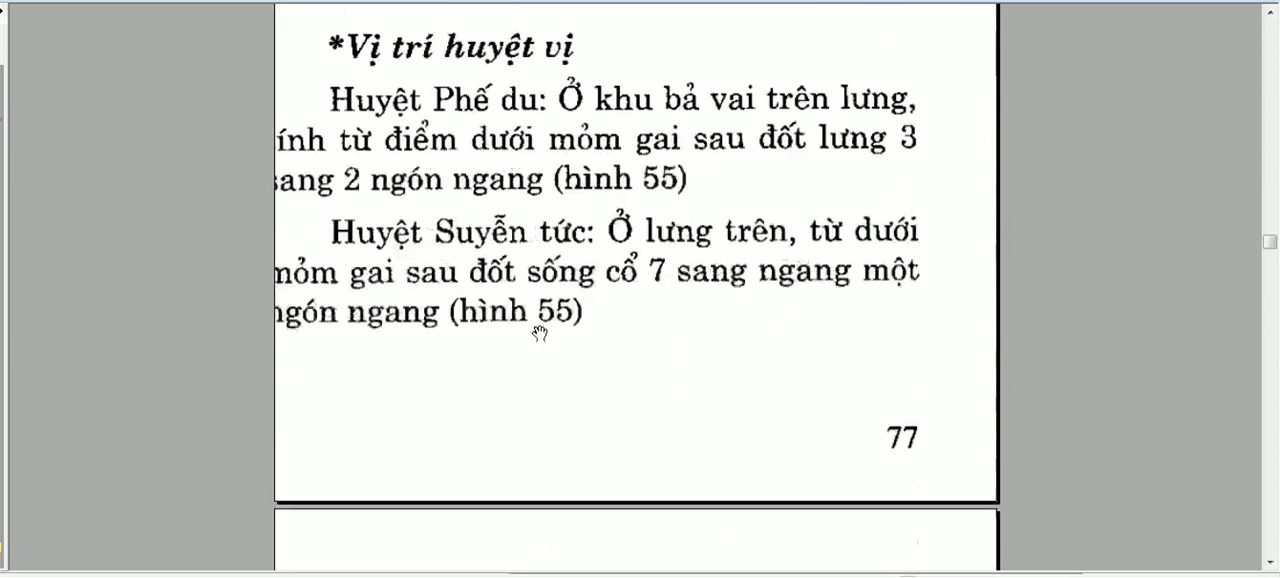 *Vị trí huyệt vị
Huyệt Phế du: Ở khu bả vai trên lưng,
ính từ điểm dưới mỏm gai sau đốt lưng 3
sang 2 ngón ngang (hình 55)
Huyệt Suyễn tức: Ở lưng trên, từ dưới
mỏm gai sau đốt sống cổ 7 sang ngang một
ngón ngang (hình 55)
77